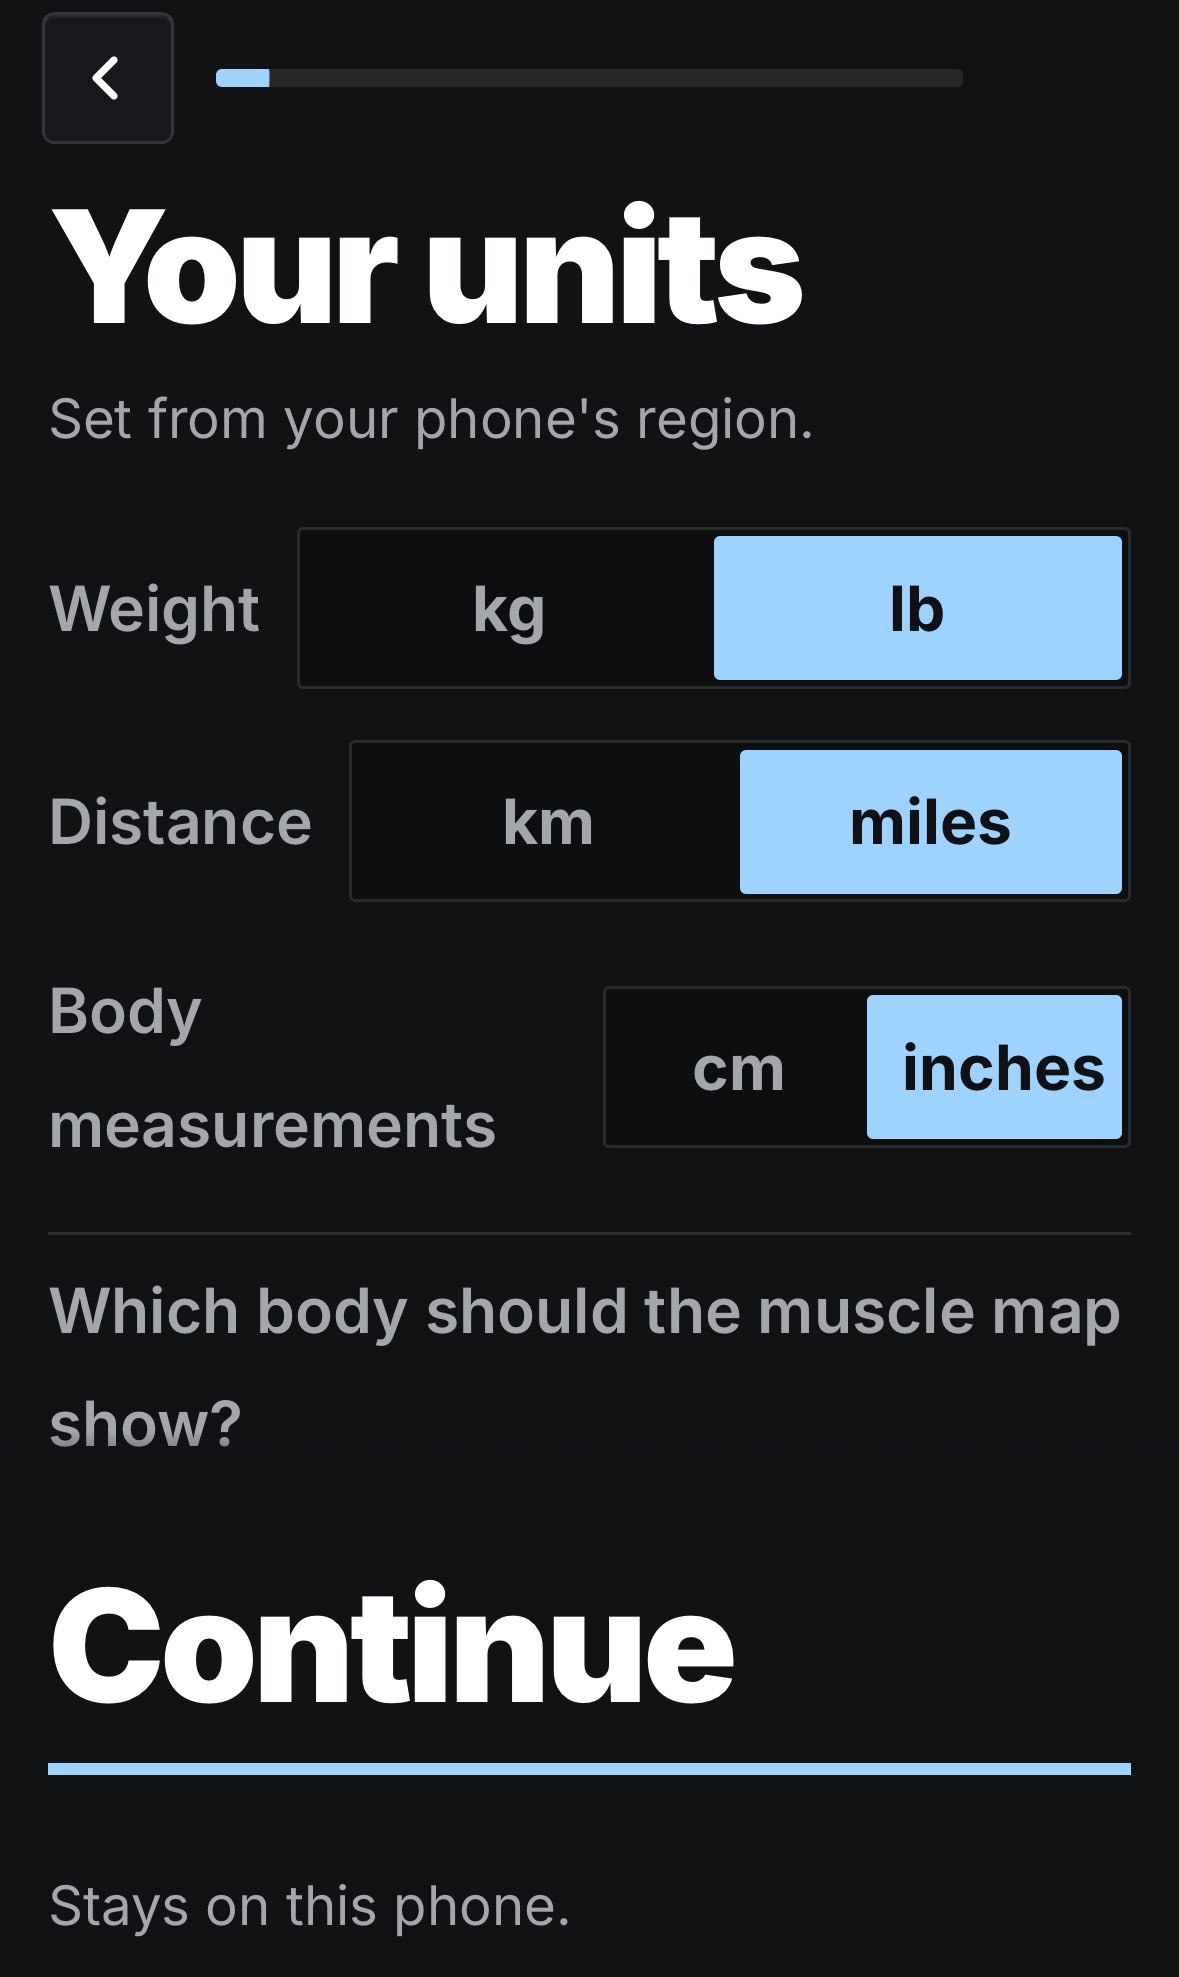 Your units
Set from your phone's region.
Weight kg lb
Distance km miles
Body
measurements
cm inches
Which body should the muscle map
show?
Continue
Stays on this phone.